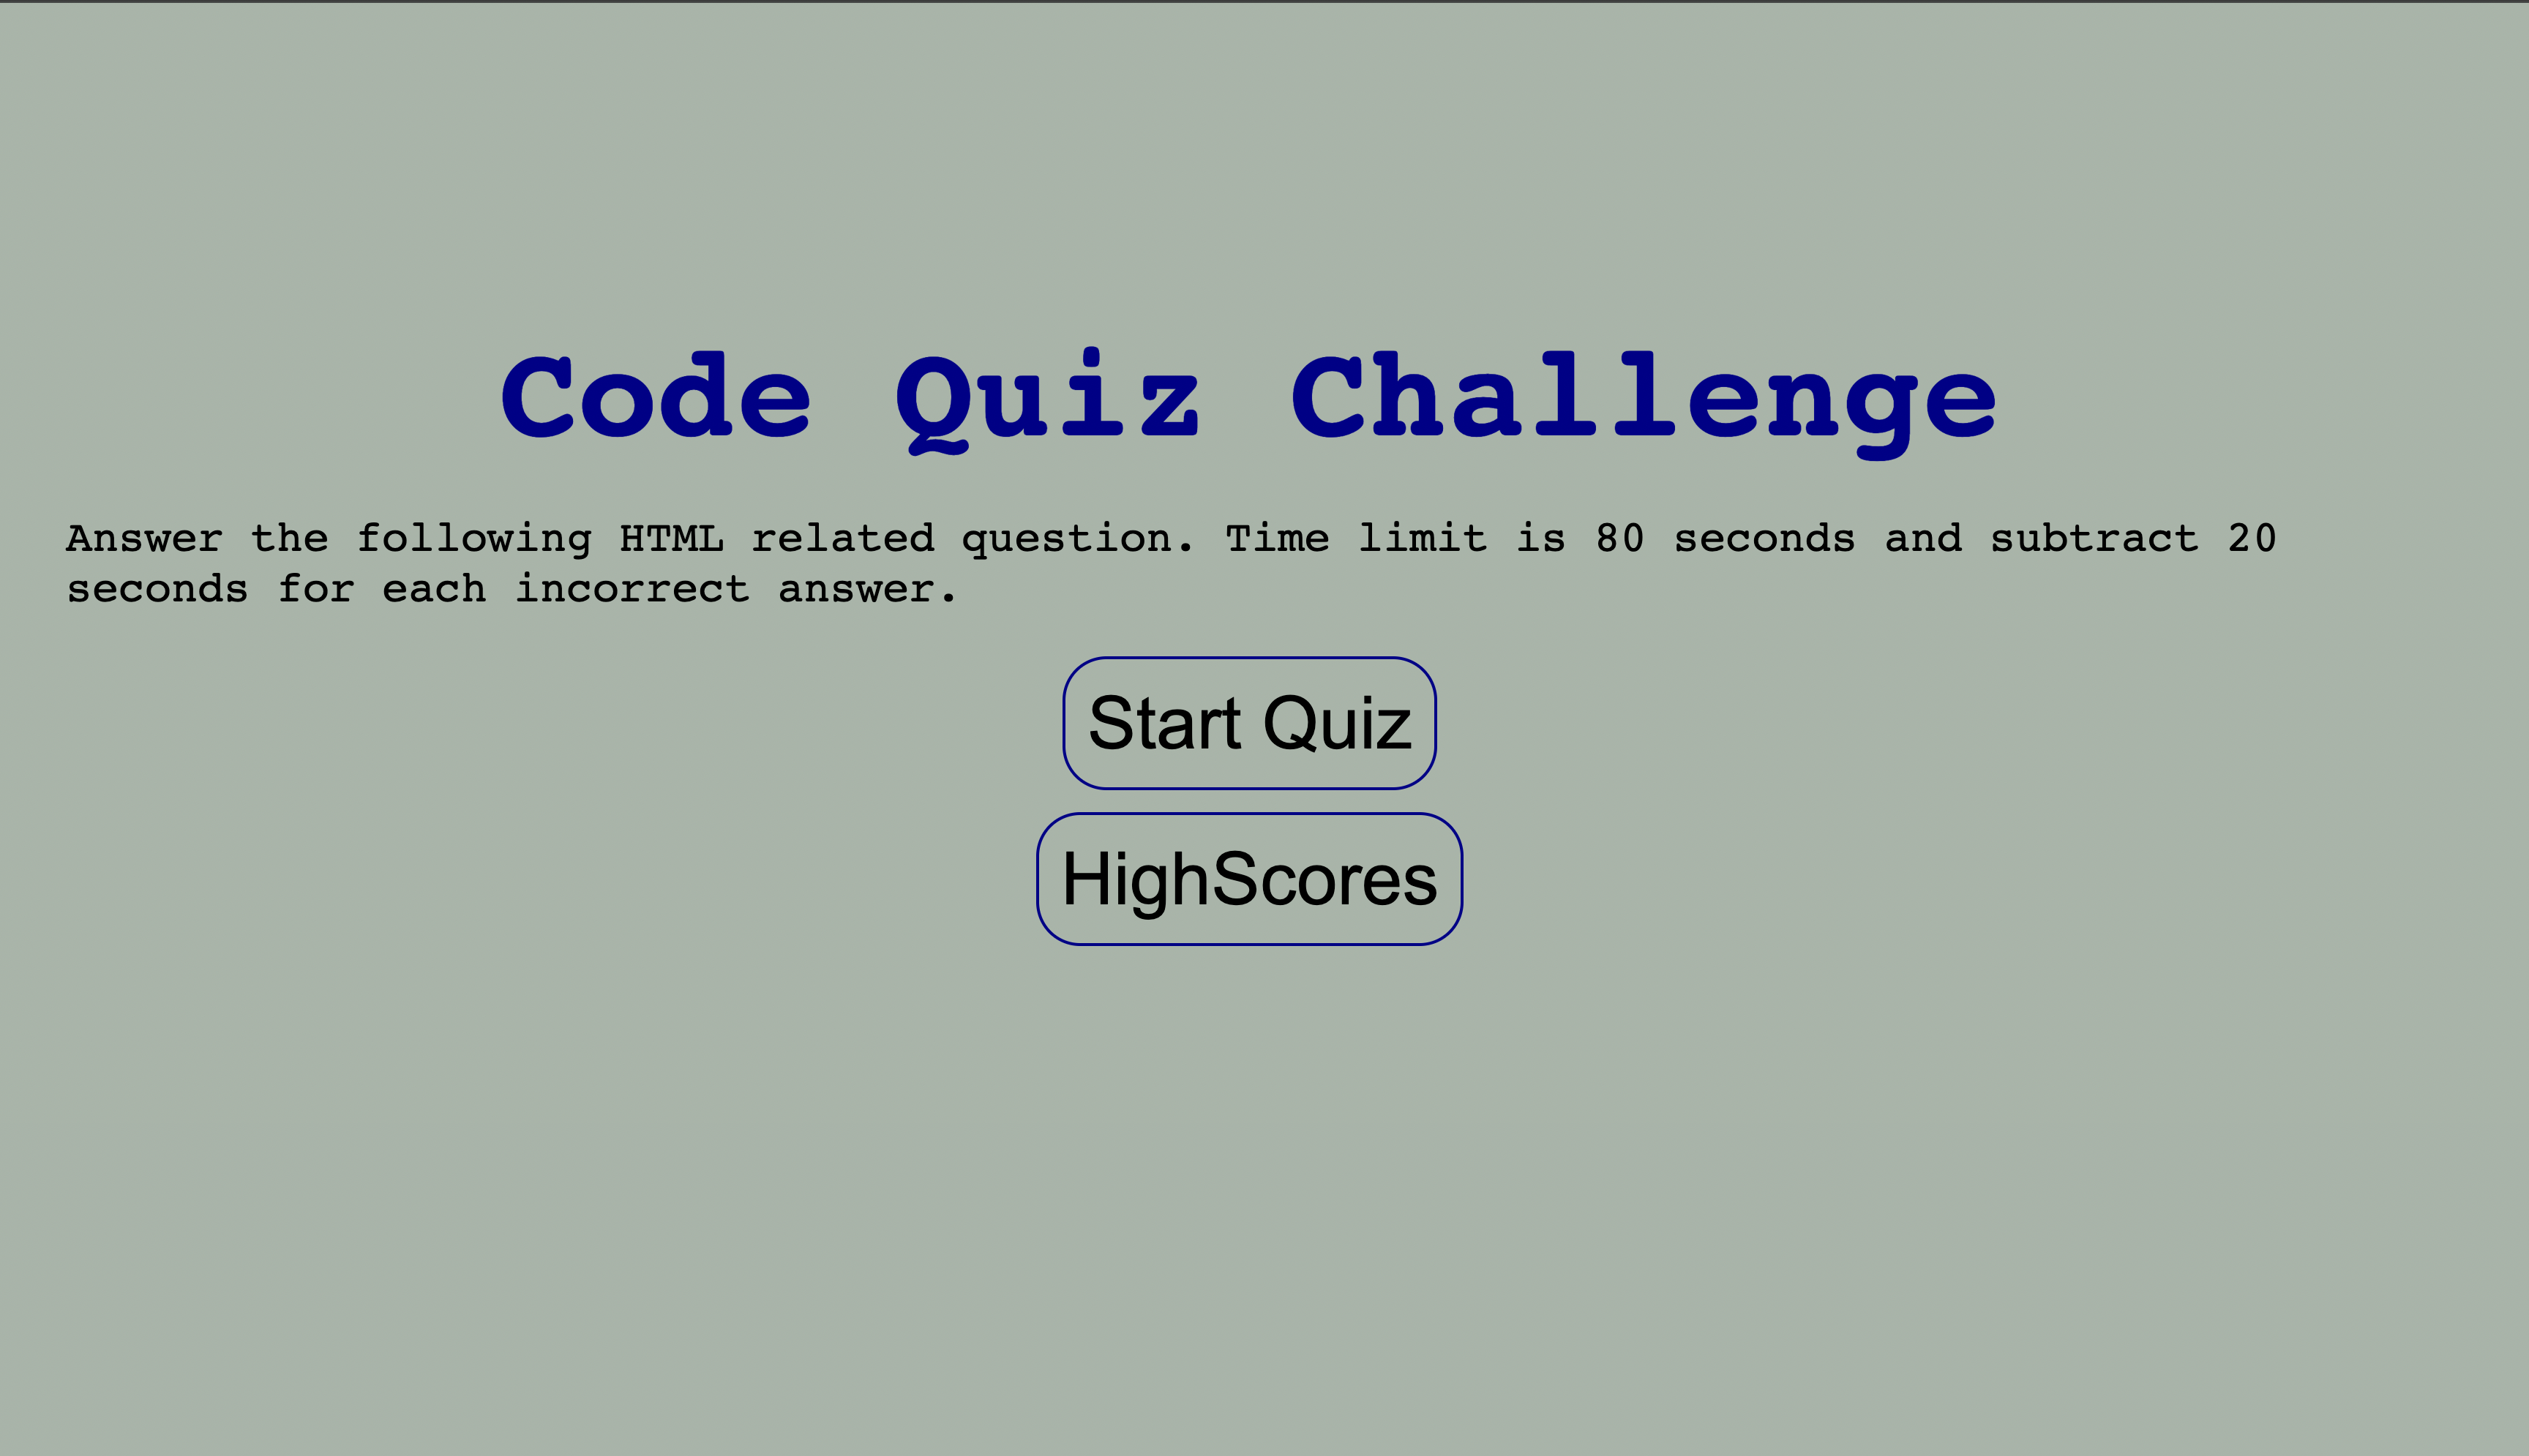 Code Quiz Challenge
Answer the following HTML related question. Time limit is 80 seconds and subtract 20
seconds for each incorrect answer.
Start Quiz
HighScores